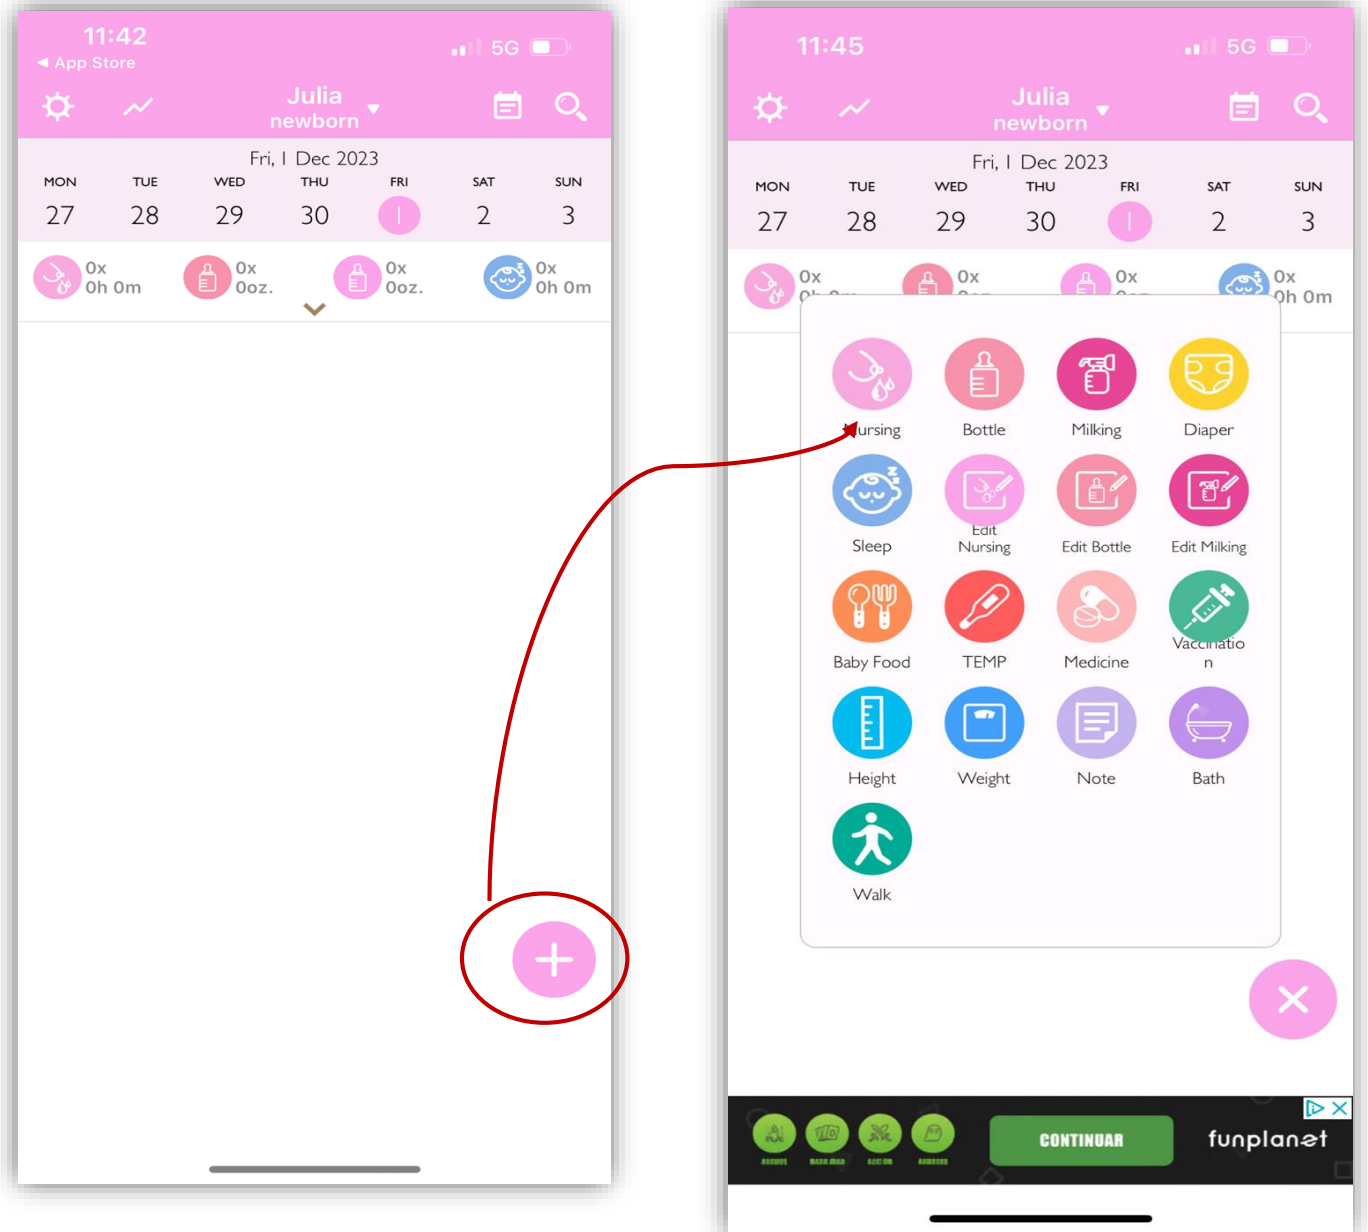 11:42
5G
◄ App Store
Julia
newborn
Fri, 1 Dec 2023
MON TUE WED THU FRI SAT SUN
27 28 29 30 1 2 3
0x 0x 0x 0x
0h 0m 0oz. 0oz. 0h 0m
11:45
5G
Julia
newborn
Fri, 1 Dec 2023
MON TUE WED THU FRI SAT SUN
27 28 29 30 1 2 3
0x 0x 0x 0x
0h 0m
Nursing Bottle Milking Diaper
Sleep Edit Nursing Edit Bottle Edit Milking
Baby Food TEMP Medicine Vaccination
Height Weight Note Bath
Walk
CONTINUAR
funplanet